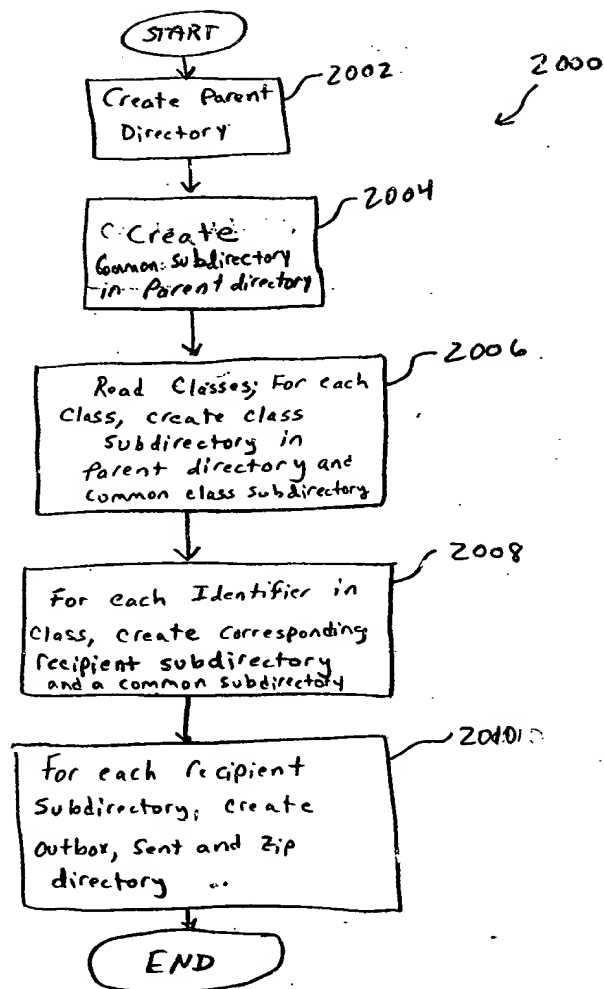 START
2000
2002
Create Parent
Directory
2004
Create
Common subdirectory
in Parent directory
2006
Read Classes; For each
Class, create class
Subdirectory in
Parent directory and
common class subdirectory
2008
For each Identifier in
Class, create corresponding
recipient subdirectory
and a common subdirectory
2010
For each recipient
Subdirectory, create
Outbox, Sent and Zip
directory
END